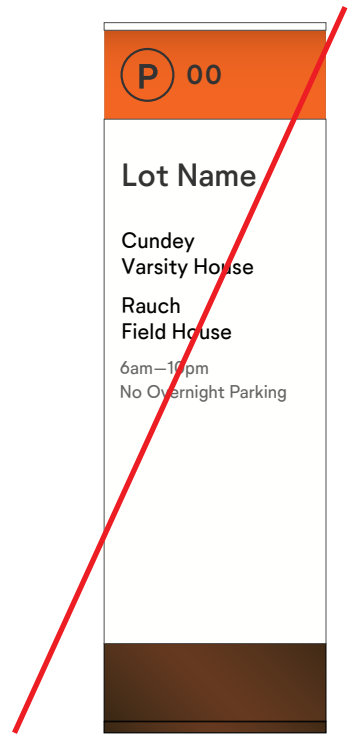 P 00
Lot Name
Cundey
Varsity House
Rauch
Field House
6am–10pm
No Overnight Parking